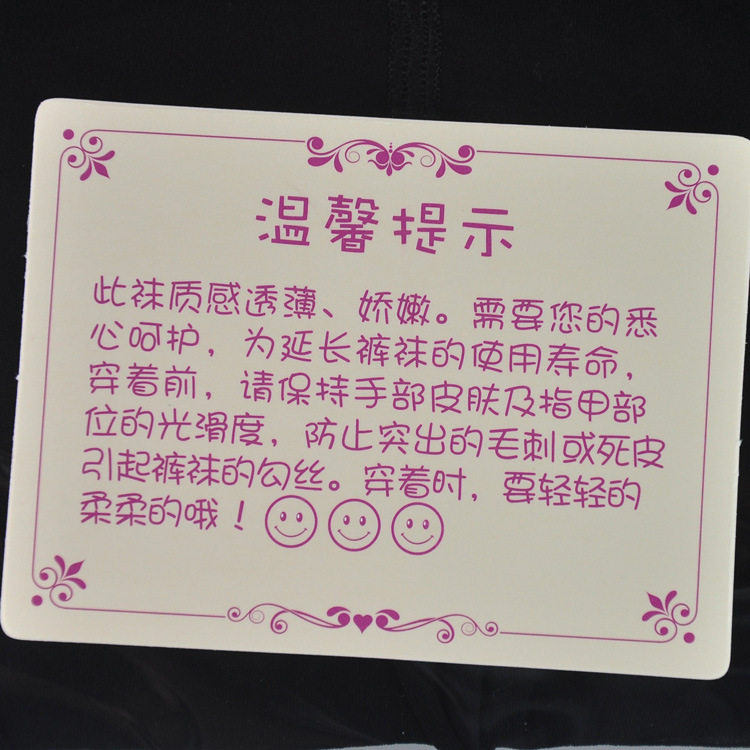 温馨提示
此袜质感透薄、娇嫩。需要您的悉
心呵护，为延长裤袜的使用寿命，
穿着前，请保持手部皮肤及指甲部
位的光滑度，防止突出的毛刺或死皮
引起裤袜的勾丝。穿着时，要轻轻的
柔柔的哦！